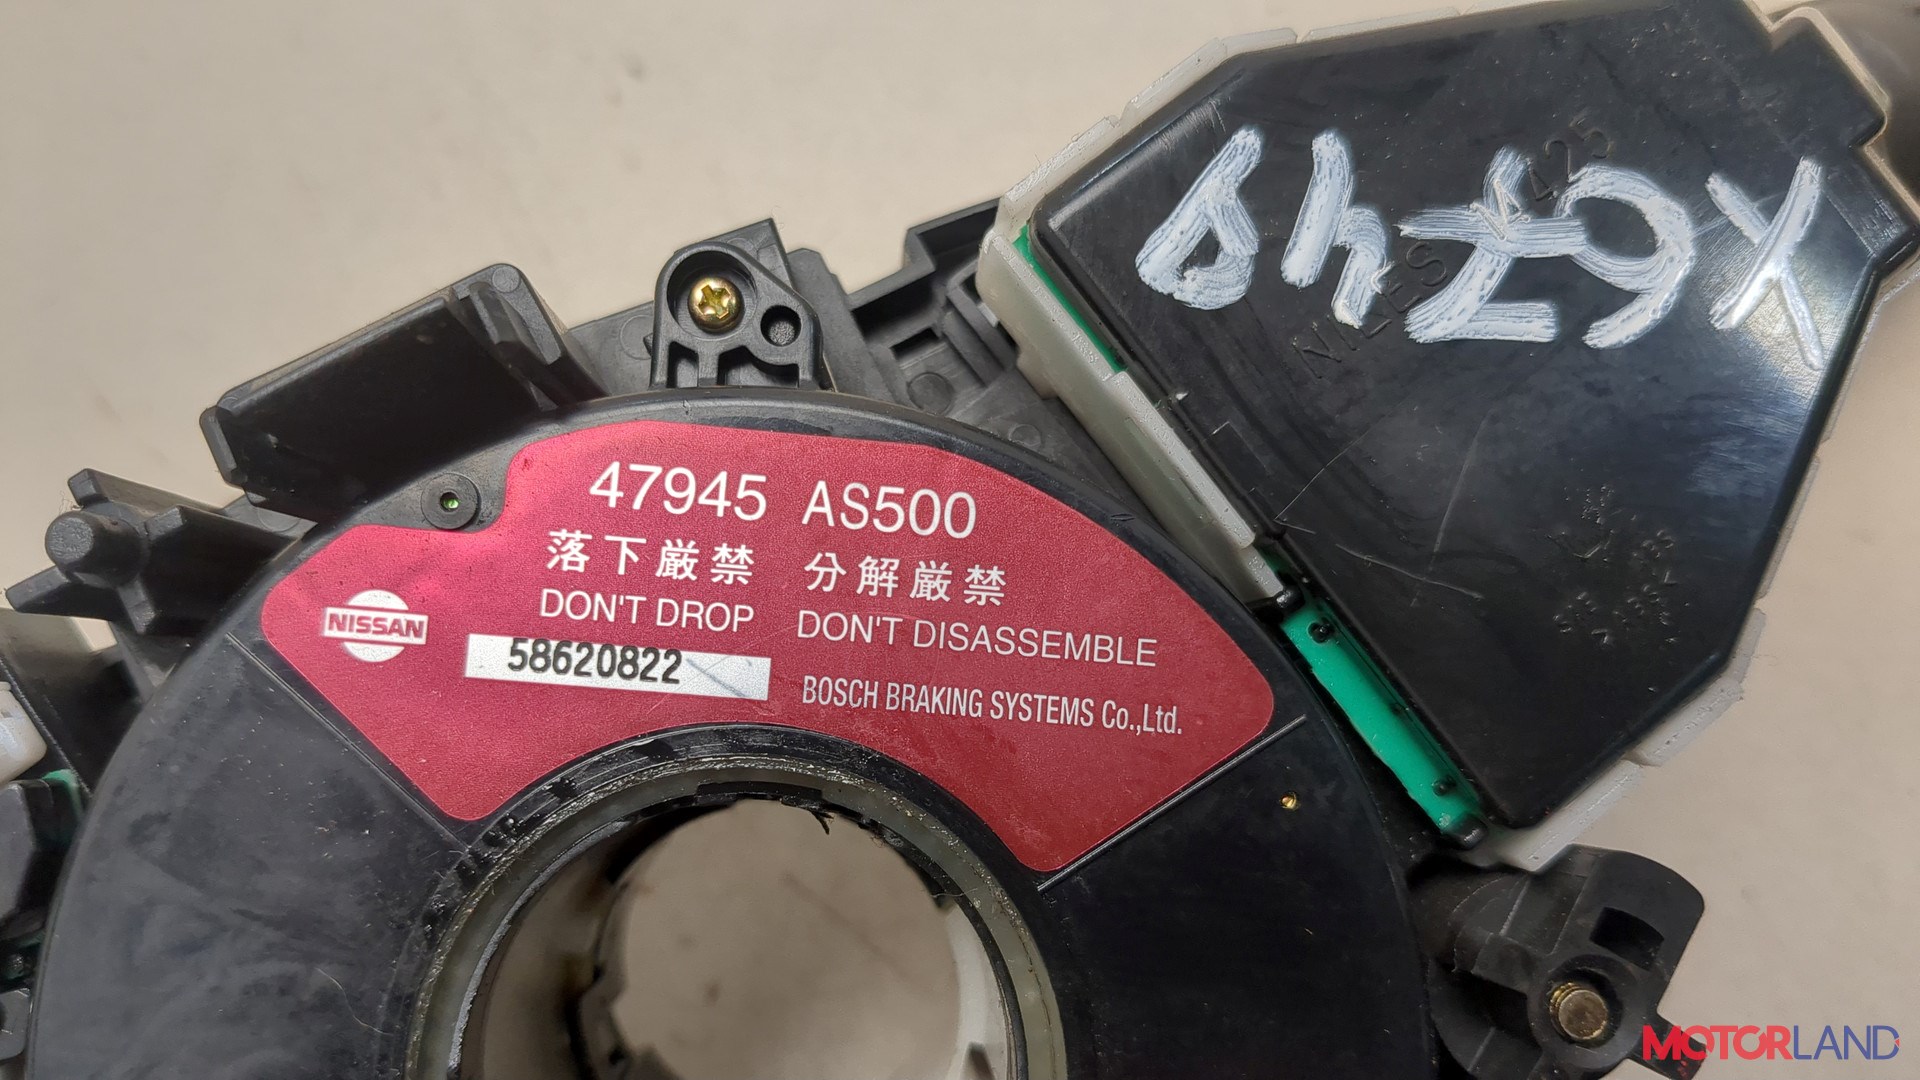 47945 AS500
落下厳禁 分解厳禁
DON'T DROP DON'T DISASSEMBLE
NISSAN
58620822
BOSCH BRAKING SYSTEMS Co.,Ltd.
NILES
425
MOTORLAND